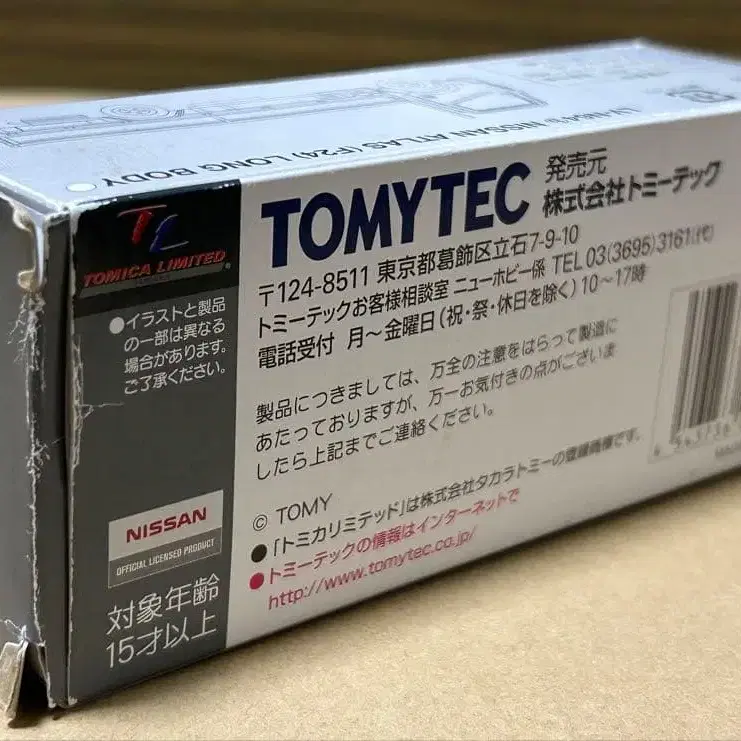 NISSAN ATLAS (F24) LONG BODY
TL
TOMICA LIMITED
●イラストと製品
の一部は異なる
場合があります。
ご了承ください。
NISSAN
OFFICIAL LICENSED PRODUCT
対象年齢
15才以上
TOMYTEC
発売元
株式会社トミーテック
〒124-8511 東京都葛飾区立石7-9-10
トミーテックお客様相談室 ニューホビー係 TEL 03(3695)3161(代)
電話受付 月〜金曜日(祝・祭・休日を除く)10〜17時
製品につきましては、万全の注意をはらって製造に
あたっておりますが、万一お気付きの点がございま
したら上記までご連絡ください。
© TOMY
●「トミカリミテッド」は株式会社タカラトミーの登録商標です。
●トミーテックの情報はインターネットで
http://www.tomytec.co.jp/